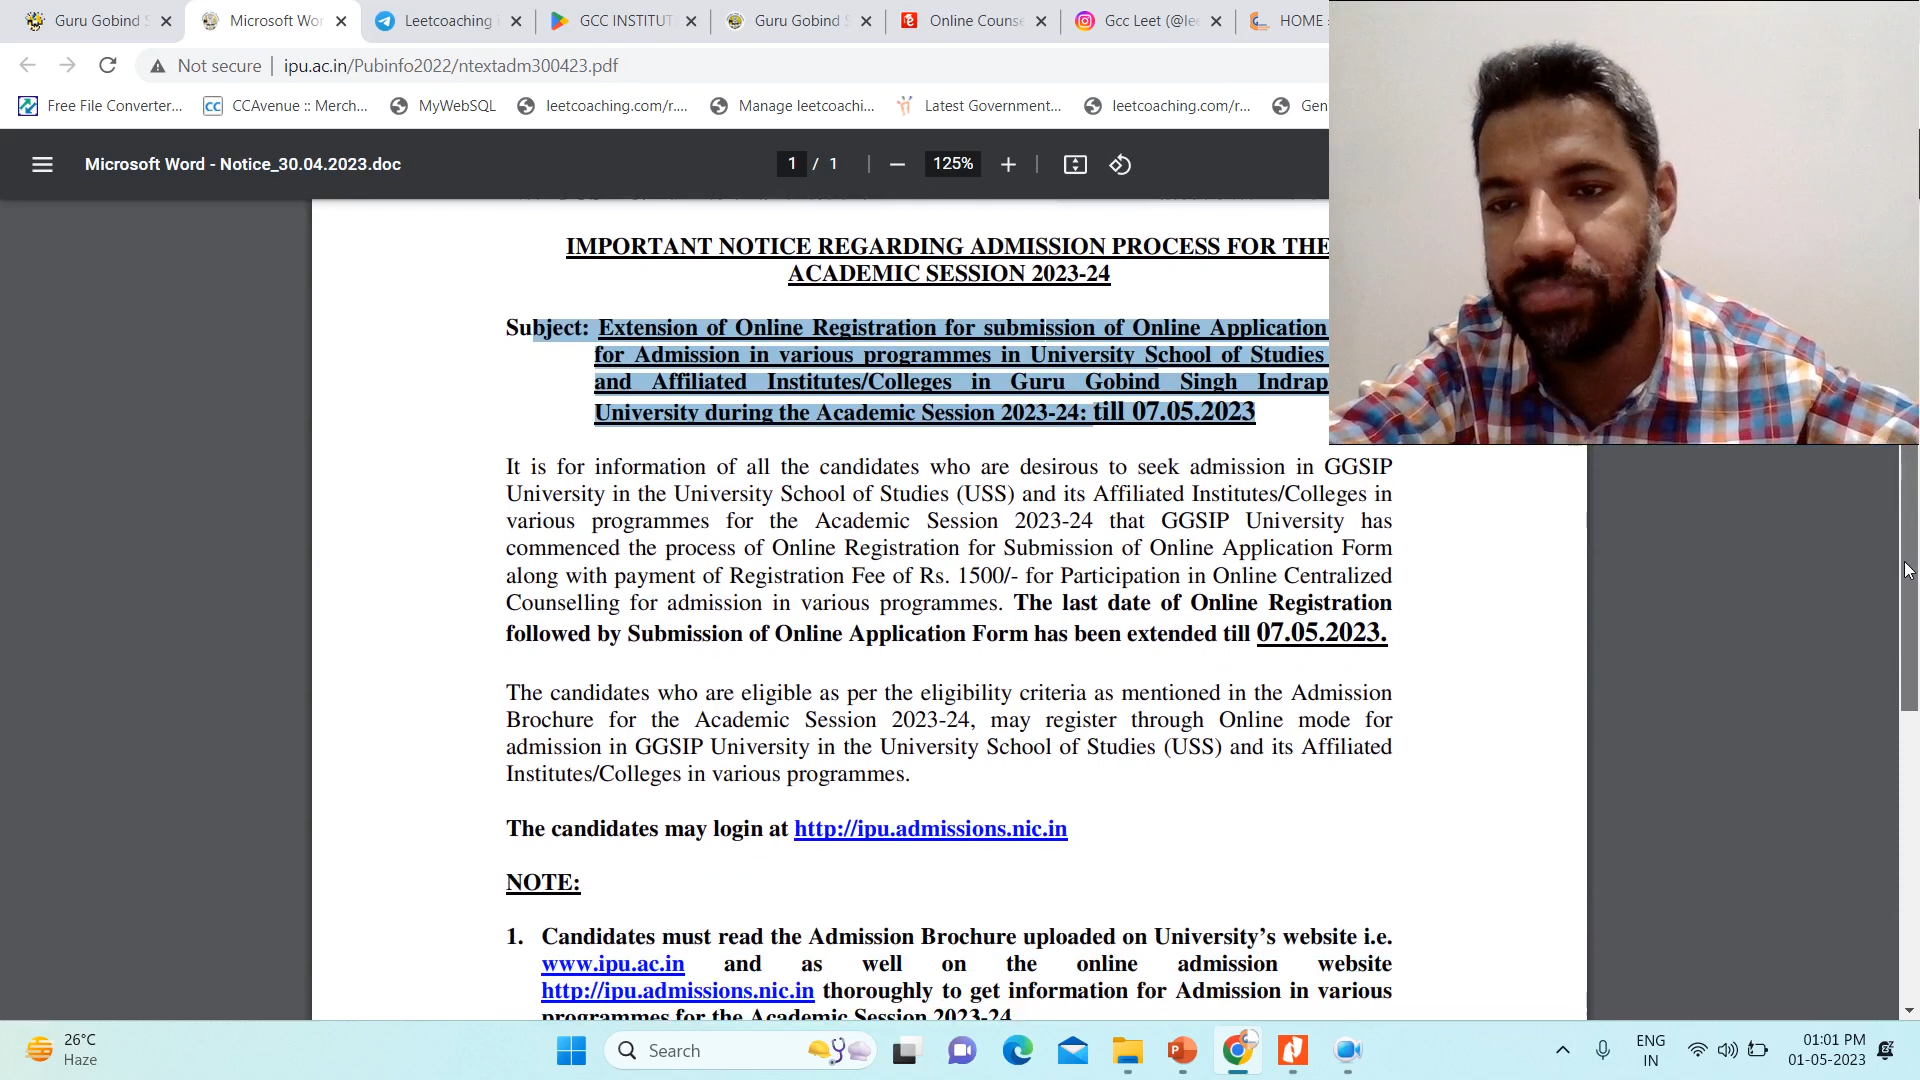 Guru Gobind S
Microsoft Wor
Leetcoaching i
GCC INSTITUT
Guru Gobind S
Online Counse
Gcc Leet (@lee
HOME
Not secure
ipu.ac.in/Pubinfo2022/ntextadm300423.pdf
Free File Converter...
CCAvenue :: Merch...
MyWebSQL
leetcoaching.com/r....
Manage leetcoachi...
Latest Government...
leetcoaching.com/r...
Gen
Microsoft Word - Notice_30.04.2023.doc
1 / 1
125%
IMPORTANT NOTICE REGARDING ADMISSION PROCESS FOR THE
ACADEMIC SESSION 2023-24
Subject: Extension of Online Registration for submission of Online Application
for Admission in various programmes in University School of Studies
and Affiliated Institutes/Colleges in Guru Gobind Singh Indrap
University during the Academic Session 2023-24: till 07.05.2023
It is for information of all the candidates who are desirous to seek admission in GGSIP
University in the University School of Studies (USS) and its Affiliated Institutes/Colleges in
various programmes for the Academic Session 2023-24 that GGSIP University has
commenced the process of Online Registration for Submission of Online Application Form
along with payment of Registration Fee of Rs. 1500/- for Participation in Online Centralized
Counselling for admission in various programmes. The last date of Online Registration
followed by Submission of Online Application Form has been extended till 07.05.2023.
The candidates who are eligible as per the eligibility criteria as mentioned in the Admission
Brochure for the Academic Session 2023-24, may register through Online mode for
admission in GGSIP University in the University School of Studies (USS) and its Affiliated
Institutes/Colleges in various programmes.
The candidates may login at http://ipu.admissions.nic.in
NOTE:
1. Candidates must read the Admission Brochure uploaded on University's website i.e.
www.ipu.ac.in and as well on the online admission website
http://ipu.admissions.nic.in thoroughly to get information for Admission in various
programmes for the Academic Session 2023-24
26°C
Haze
Search
ENG
IN
01:01 PM
01-05-2023